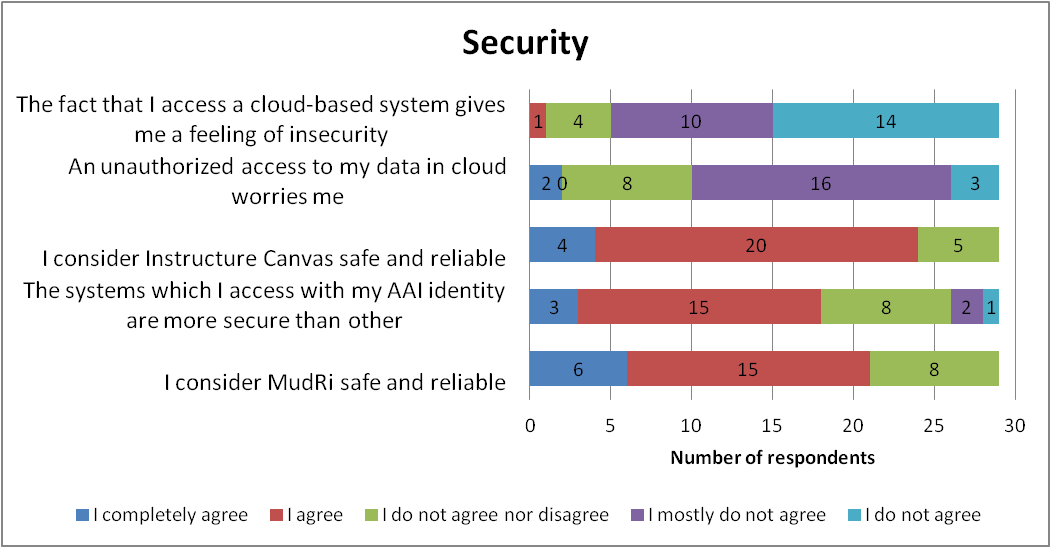 Security
The fact that I access a cloud-based system gives
me a feeling of insecurity
1 4 10 14
An unauthorized access to my data in cloud
worries me
2 0 8 16 3
I consider Instructure Canvas safe and reliable
4 20 5
The systems which I access with my AAI identity
are more secure than other
3 15 8 2 1
I consider MudRi safe and reliable
6 15 8
0 5 10 15 20 25 30
Number of respondents
I completely agree I agree I do not agree nor disagree I mostly do not agree I do not agree